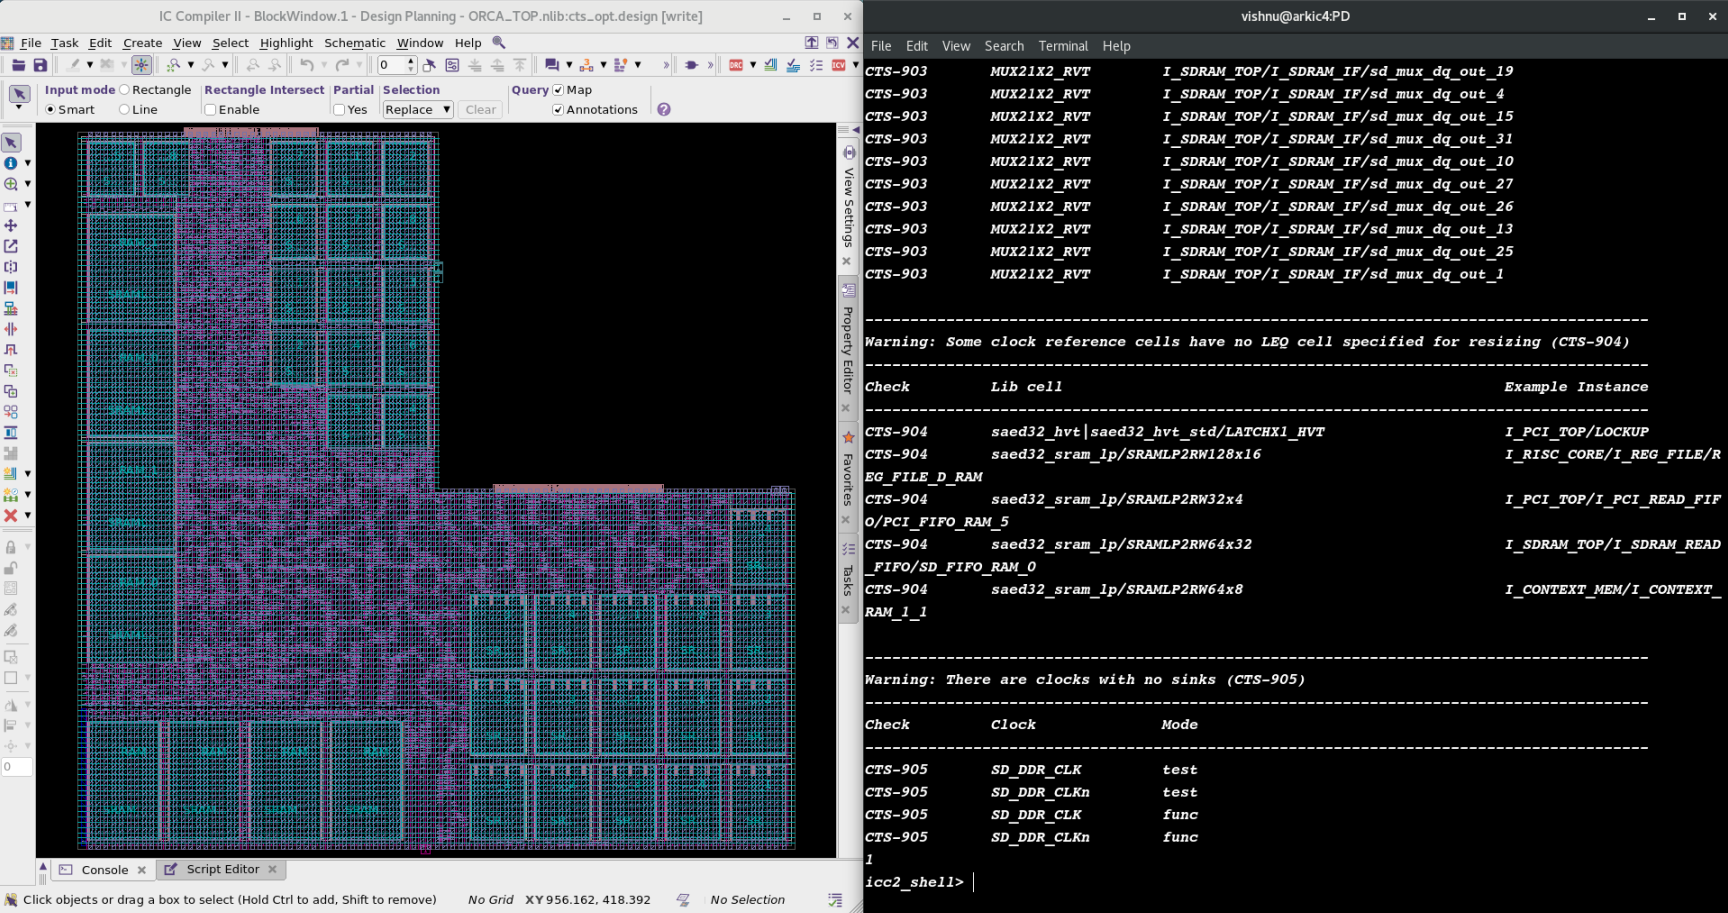 IC Compiler II - BlockWindow.1 - Design Planning - ORCA_TOP.nlib:cts_opt.design [write]
File Task Edit Create View Select Highlight Schematic Window Help
0
DRC
ICV
Input mode Rectangle Rectangle Intersect Partial Selection Query Map
Smart Line Enable Yes Replace Clear Annotations
View Settings
Property Editor
Favorites
Tasks
0
Console Script Editor
Click objects or drag a box to select (Hold Ctrl to add, Shift to remove) No Grid XY 956.162, 418.392 No Selection
vishnu@arkic4:PD
File Edit View Search Terminal Help
CTS-903 MUX21X2_RVT I_SDRAM_TOP/I_SDRAM_IF/sd_mux_dq_out_19
CTS-903 MUX21X2_RVT I_SDRAM_TOP/I_SDRAM_IF/sd_mux_dq_out_4
CTS-903 MUX21X2_RVT I_SDRAM_TOP/I_SDRAM_IF/sd_mux_dq_out_15
CTS-903 MUX21X2_RVT I_SDRAM_TOP/I_SDRAM_IF/sd_mux_dq_out_31
CTS-903 MUX21X2_RVT I_SDRAM_TOP/I_SDRAM_IF/sd_mux_dq_out_10
CTS-903 MUX21X2_RVT I_SDRAM_TOP/I_SDRAM_IF/sd_mux_dq_out_27
CTS-903 MUX21X2_RVT I_SDRAM_TOP/I_SDRAM_IF/sd_mux_dq_out_26
CTS-903 MUX21X2_RVT I_SDRAM_TOP/I_SDRAM_IF/sd_mux_dq_out_13
CTS-903 MUX21X2_RVT I_SDRAM_TOP/I_SDRAM_IF/sd_mux_dq_out_25
CTS-903 MUX21X2_RVT I_SDRAM_TOP/I_SDRAM_IF/sd_mux_dq_out_1
Warning: Some clock reference cells have no LEQ cell specified for resizing (CTS-904)
Check Lib cell Example Instance
CTS-904 saed32_hvt|saed32_hvt_std/LATCHX1_HVT I_PCI_TOP/LOCKUP
CTS-904 saed32_sram_lp/SRAMLP2RW128x16 I_RISC_CORE/I_REG_FILE/R
EG_FILE_D_RAM
CTS-904 saed32_sram_lp/SRAMLP2RW32x4 I_PCI_TOP/I_PCI_READ_FIF
O/PCI_FIFO_RAM_5
CTS-904 saed32_sram_lp/SRAMLP2RW64x32 I_SDRAM_TOP/I_SDRAM_READ
_FIFO/SD_FIFO_RAM_0
CTS-904 saed32_sram_lp/SRAMLP2RW64x8 I_CONTEXT_MEM/I_CONTEXT_
RAM_1_1
Warning: There are clocks with no sinks (CTS-905)
Check Clock Mode
CTS-905 SD_DDR_CLK test
CTS-905 SD_DDR_CLKn test
CTS-905 SD_DDR_CLK func
CTS-905 SD_DDR_CLKn func
1
icc2_shell>